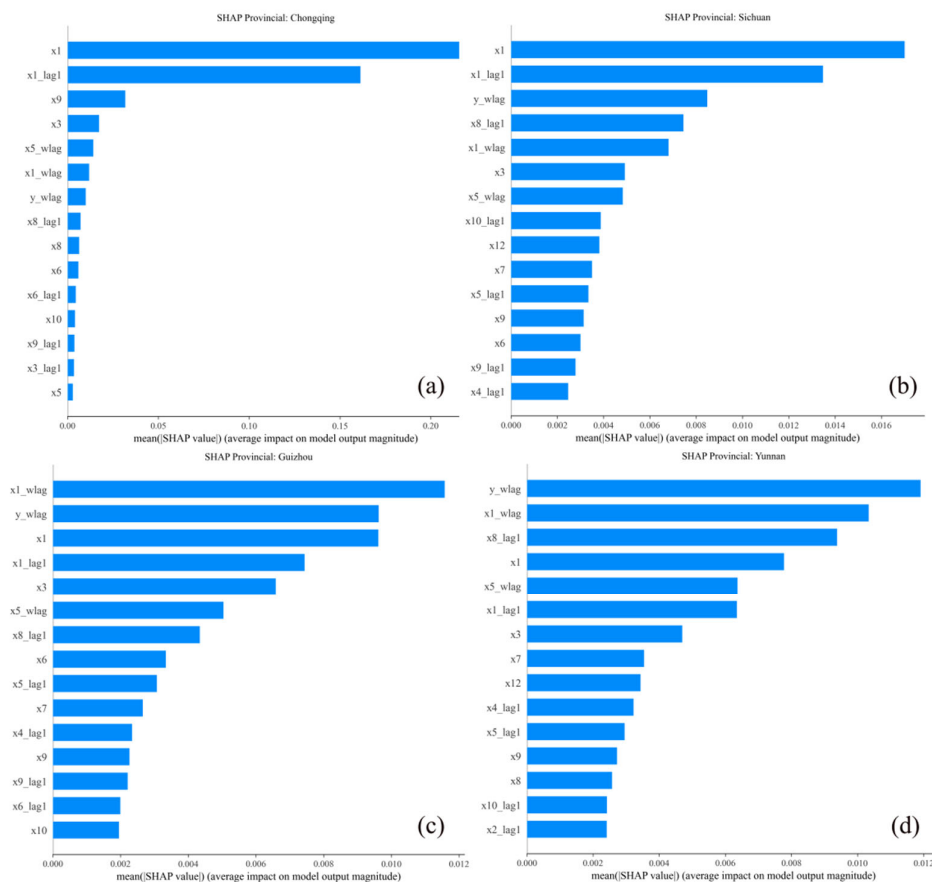 SHAP Provincial: Chongqing
x1
x1_lag1
x9
x3
x5_wlag
x1_wlag
y_wlag
x8_lag1
x8
x6
x6_lag1
x10
x9_lag1
x3_lag1
x5
(a)
0.00 0.05 0.10 0.15 0.20
mean(|SHAP value|) (average impact on model output magnitude)
SHAP Provincial: Sichuan
x1
x1_lag1
y_wlag
x8_lag1
x1_wlag
x3
x5_wlag
x10_lag1
x12
x7
x5_lag1
x9
x6
x9_lag1
x4_lag1
(b)
0.000 0.002 0.004 0.006 0.008 0.010 0.012 0.014 0.016
mean(|SHAP value|) (average impact on model output magnitude)
SHAP Provincial: Guizhou
x1_wlag
y_wlag
x1
x1_lag1
x3
x5_wlag
x8_lag1
x6
x5_lag1
x7
x4_lag1
x9
x9_lag1
x6_lag1
x10
(c)
0.000 0.002 0.004 0.006 0.008 0.010 0.012
mean(|SHAP value|) (average impact on model output magnitude)
SHAP Provincial: Yunnan
y_wlag
x1_wlag
x8_lag1
x1
x5_wlag
x1_lag1
x3
x7
x12
x4_lag1
x5_lag1
x9
x8
x10_lag1
x2_lag1
(d)
0.000 0.002 0.004 0.006 0.008 0.010 0.012
mean(|SHAP value|) (average impact on model output magnitude)